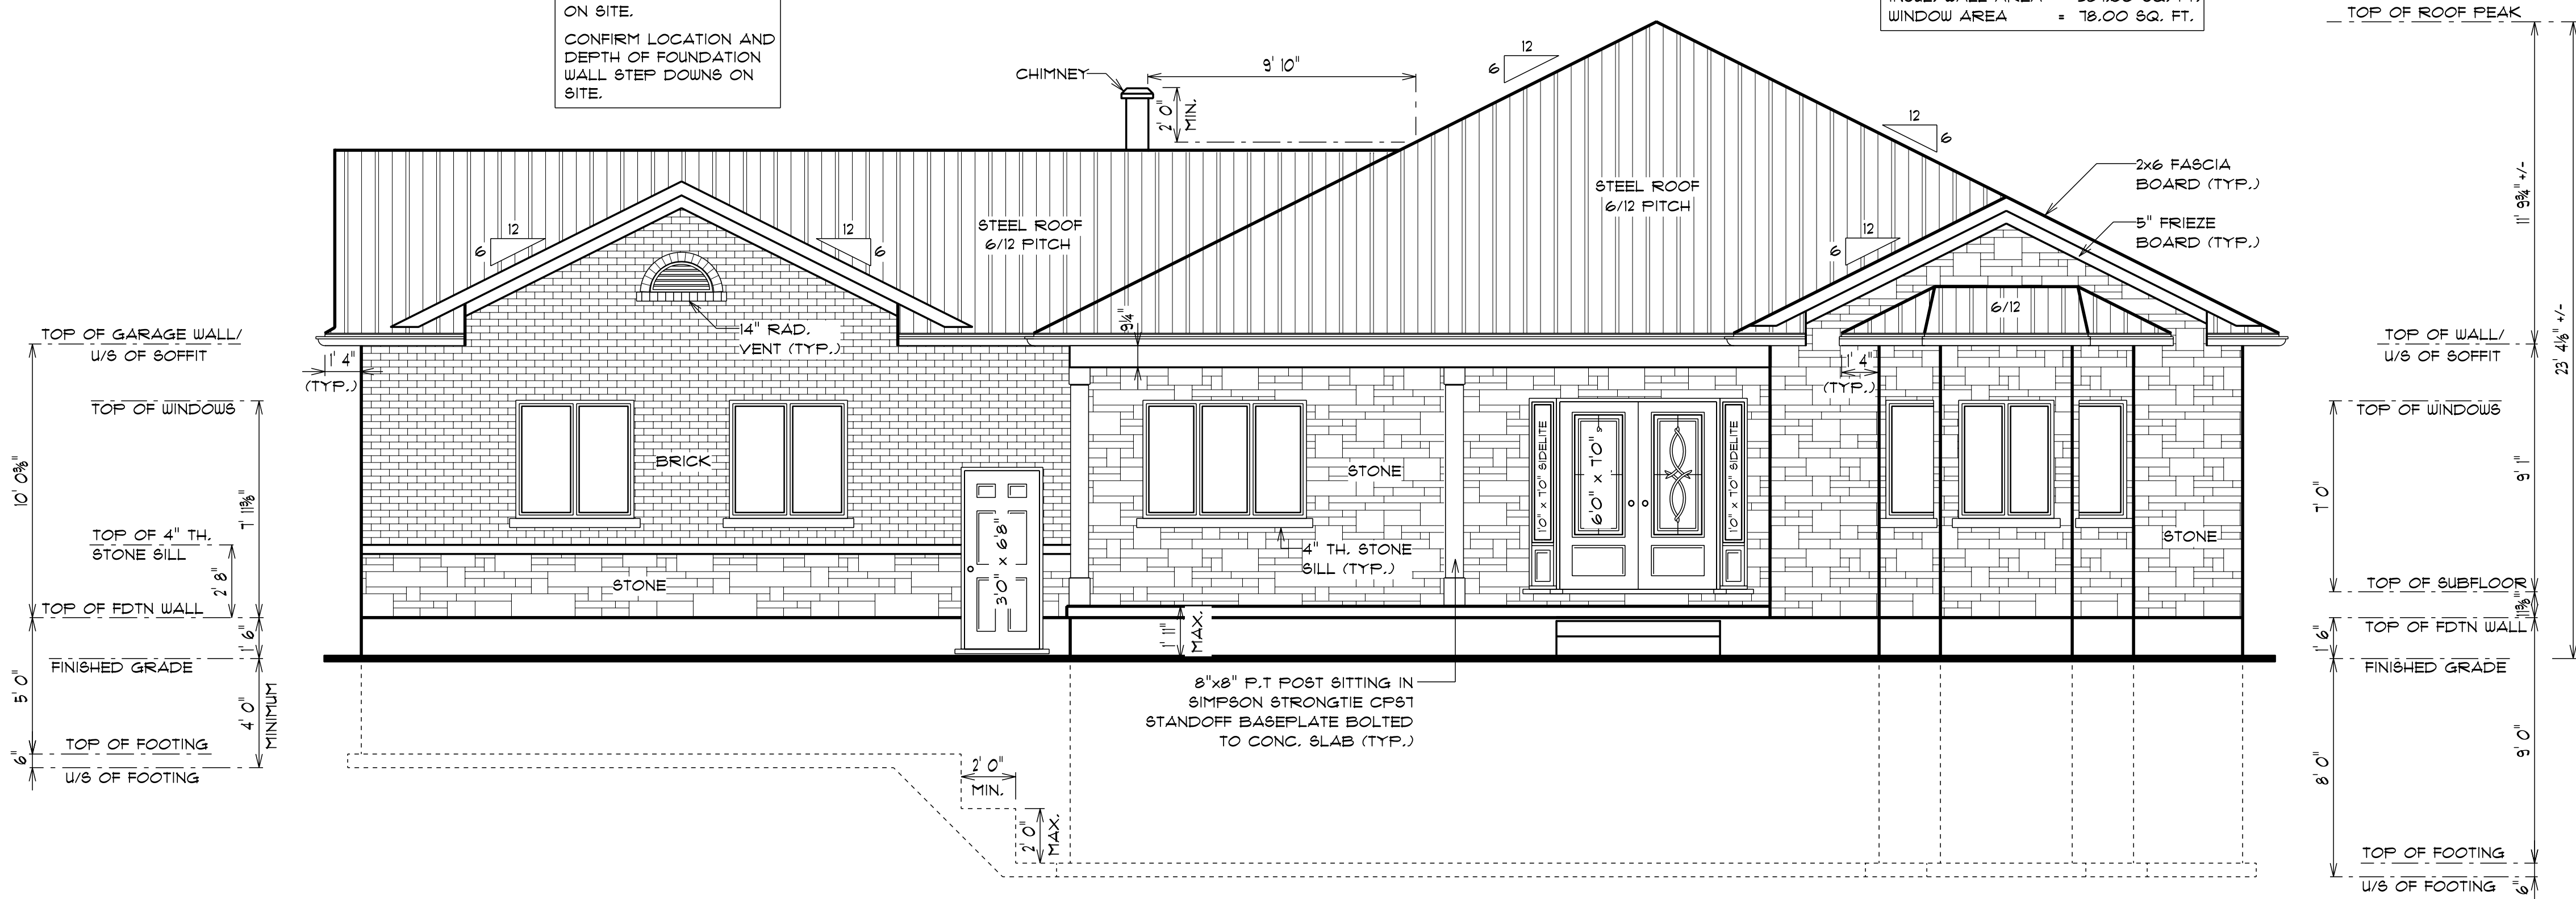 ON SITE.
CONFIRM LOCATION AND
DEPTH OF FOUNDATION
WALL STEP DOWNS ON
SITE.
WINDOW AREA = 78.00 SQ. FT.
TOP OF ROOF PEAK
CHIMNEY
9' 10"
2' 0"
MIN.
12
6
12
6
2x6 FASCIA
BOARD (TYP.)
5" FRIEZE
BOARD (TYP.)
11' 9¾" +/-
23' 4⅛" +/-
STEEL ROOF
6/12 PITCH
STEEL ROOF
6/12 PITCH
12
6
12
6
12
6
6/12
14" RAD.
VENT (TYP.)
9¼"
TOP OF GARAGE WALL/
U/S OF SOFFIT
1' 4"
(TYP.)
1' 4"
(TYP.)
TOP OF WALL/
U/S OF SOFFIT
TOP OF WINDOWS
TOP OF WINDOWS
10' 0⅜"
7' 11⅜"
BRICK
STONE
1'0" x 7'0" SIDELITE
6'0" x 7'0"
1'0" x 7'0" SIDELITE
STONE
7' 0"
9' 1"
TOP OF 4" TH.
STONE SILL
2' 8"
STONE
3'0" x 6'8"
4" TH. STONE
SILL (TYP.)
TOP OF SUBFLOOR
11⅜"
TOP OF FDTN WALL
TOP OF FDTN WALL
1' 6"
1' 11"
MAX.
1' 6"
FINISHED GRADE
FINISHED GRADE
5' 0"
4' 0"
MINIMUM
8"x8" P.T POST SITTING IN
SIMPSON STRONGTIE CPS7
STANDOFF BASEPLATE BOLTED
TO CONC. SLAB (TYP.)
TOP OF FOOTING
6"
U/S OF FOOTING
2' 0"
MIN.
2' 0"
MAX.
8' 0"
9' 0"
TOP OF FOOTING
U/S OF FOOTING
6"